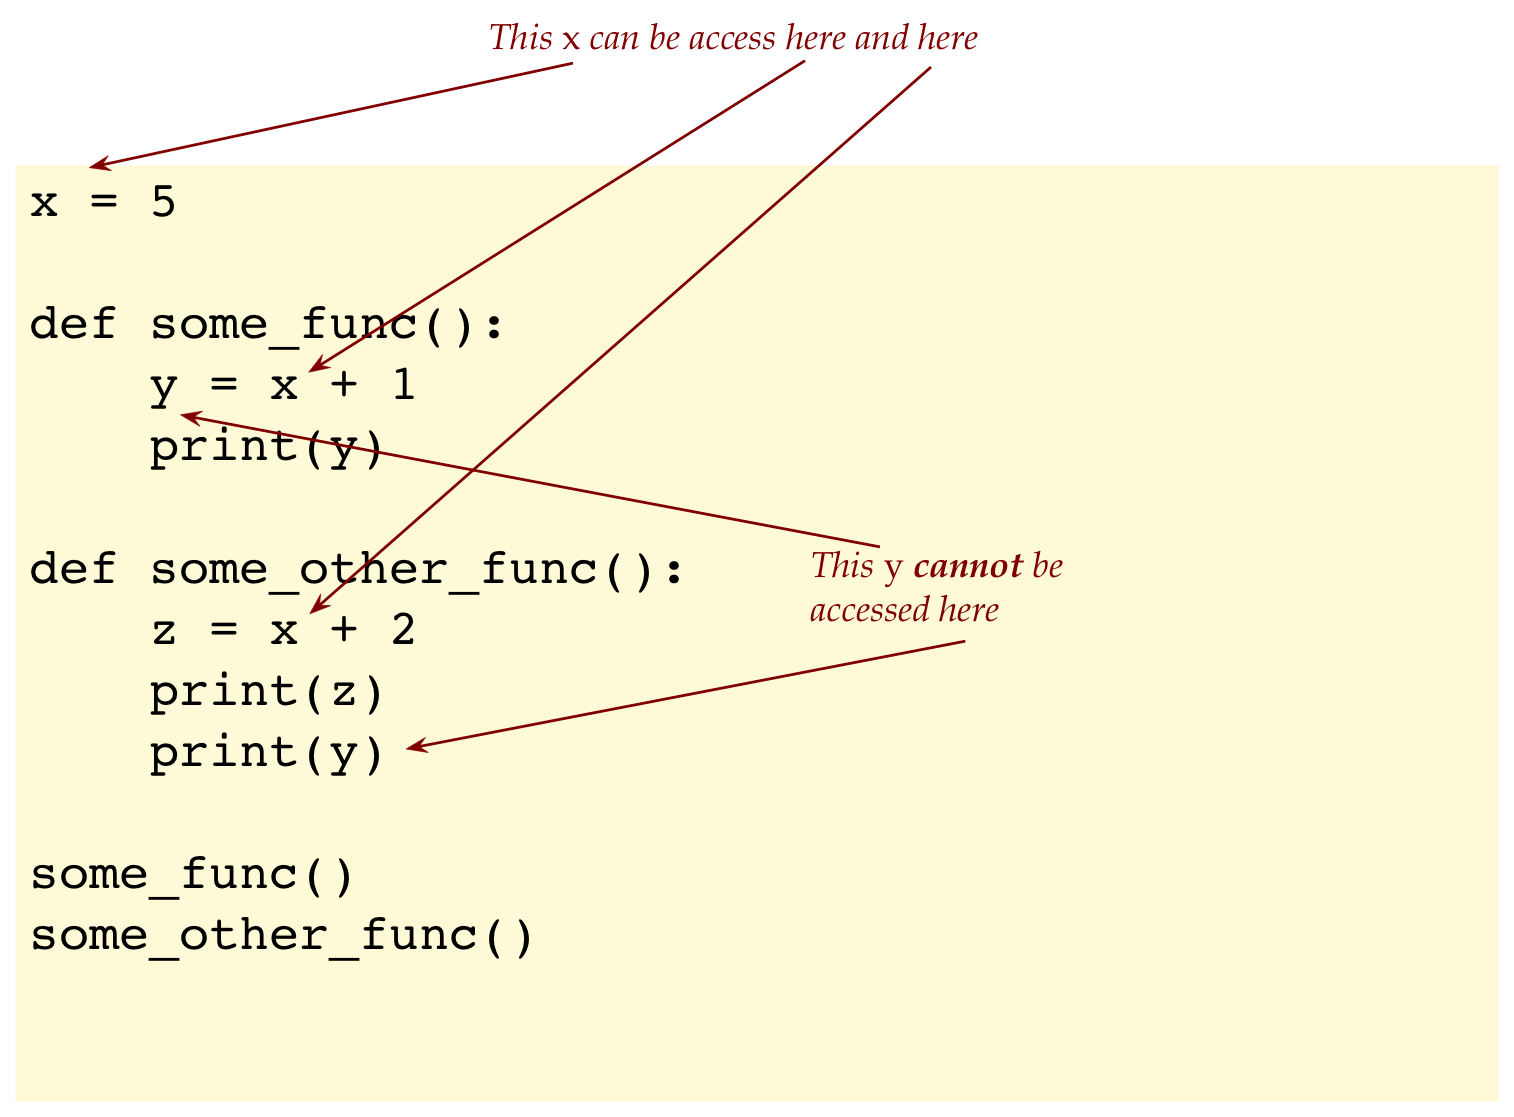 This x can be access here and here
x = 5
def some_func():
    y = x + 1
    print(y)
def some_other_func():
    z = x + 2
    print(z)
    print(y)
This y cannot be
accessed here
some_func()
some_other_func()